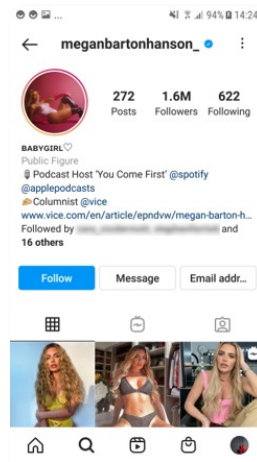 94% 14:24
meganbartonhanson_
272 1.6M 622
Posts Followers Following
BABYGIRL♡
Public Figure
🎙Podcast Host 'You Come First' @spotify
@applepodcasts
Columnist @vice
www.vice.com/en/article/epndvw/megan-barton-h...
Followed by and
16 others
Follow Message Email addr...